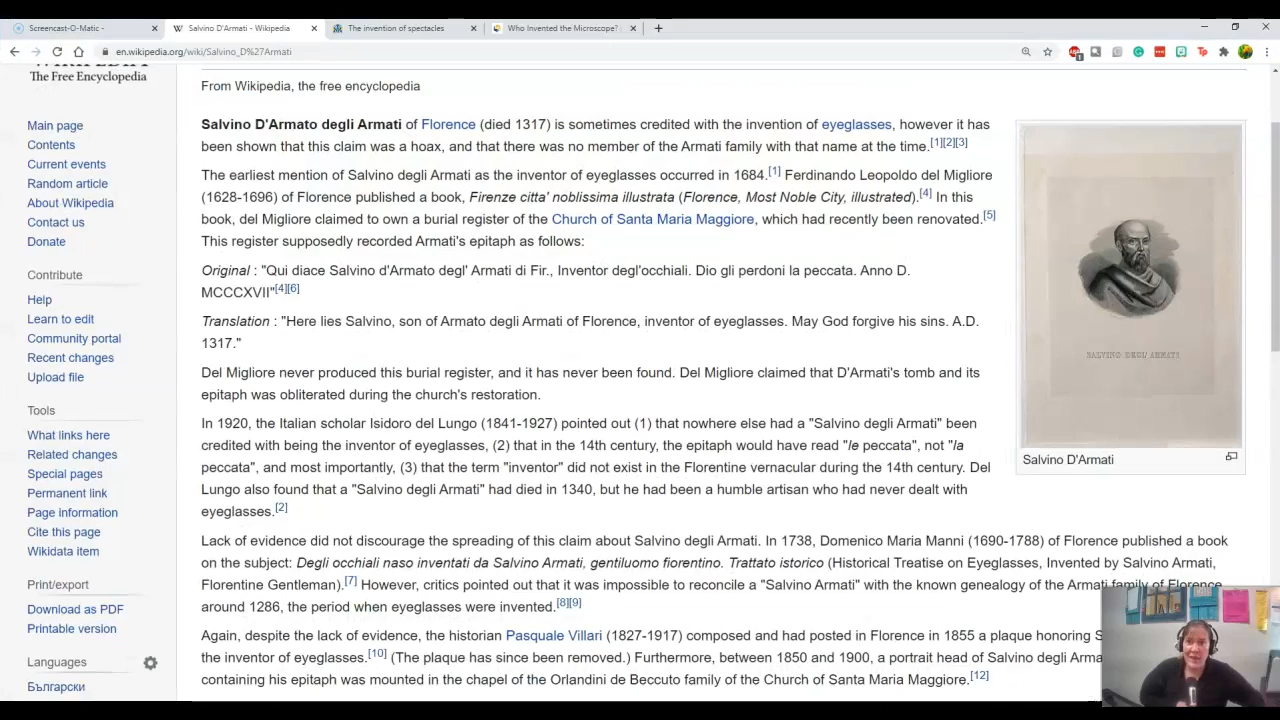 Screencast-O-Matic -
Salvino D'Armati - Wikipedia
The invention of spectacles
Who Invented the Microscope?
en.wikipedia.org/wiki/Salvino_D%27Armati
The Free Encyclopedia
Main page
Contents
Current events
Random article
About Wikipedia
Contact us
Donate
Contribute
Help
Learn to edit
Community portal
Recent changes
Upload file
Tools
What links here
Related changes
Special pages
Permanent link
Page information
Cite this page
Wikidata item
Print/export
Download as PDF
Printable version
Languages
Български
From Wikipedia, the free encyclopedia
Salvino D'Armato degli Armati of Florence (died 1317) is sometimes credited with the invention of eyeglasses, however it has
been shown that this claim was a hoax, and that there was no member of the Armati family with that name at the time.[1][2][3]
The earliest mention of Salvino degli Armati as the inventor of eyeglasses occurred in 1684.[1] Ferdinando Leopoldo del Migliore
(1628-1696) of Florence published a book, Firenze citta' noblissima illustrata (Florence, Most Noble City, illustrated).[4] In this
book, del Migliore claimed to own a burial register of the Church of Santa Maria Maggiore, which had recently been renovated.[5]
This register supposedly recorded Armati's epitaph as follows:
Original : "Qui diace Salvino d'Armato degl' Armati di Fir., Inventor degl'occhiali. Dio gli perdoni la peccata. Anno D.
MCCCXVII"[4][6]
Translation : "Here lies Salvino, son of Armato degli Armati of Florence, inventor of eyeglasses. May God forgive his sins. A.D.
1317."
Del Migliore never produced this burial register, and it has never been found. Del Migliore claimed that D'Armati's tomb and its
epitaph was obliterated during the church's restoration.
In 1920, the Italian scholar Isidoro del Lungo (1841-1927) pointed out (1) that nowhere else had a "Salvino degli Armati" been
credited with being the inventor of eyeglasses, (2) that in the 14th century, the epitaph would have read "le peccata", not "la
peccata", and most importantly, (3) that the term "inventor" did not exist in the Florentine vernacular during the 14th century. Del
Lungo also found that a "Salvino degli Armati" had died in 1340, but he had been a humble artisan who had never dealt with
eyeglasses.[2]
Lack of evidence did not discourage the spreading of this claim about Salvino degli Armati. In 1738, Domenico Maria Manni (1690-1788) of Florence published a book
on the subject: Degli occhiali naso inventati da Salvino Armati, gentiluomo fiorentino. Trattato istorico (Historical Treatise on Eyeglasses, Invented by Salvino Armati,
Florentine Gentleman).[7] However, critics pointed out that it was impossible to reconcile a "Salvino Armati" with the known genealogy of the Armati family of Florence
around 1286, the period when eyeglasses were invented.[8][9]
Again, despite the lack of evidence, the historian Pasquale Villari (1827-1917) composed and had posted in Florence in 1855 a plaque honoring
the inventor of eyeglasses.[10] (The plaque has since been removed.) Furthermore, between 1850 and 1900, a portrait head of Salvino degli
containing his epitaph was mounted in the chapel of the Orlandini de Beccuto family of the Church of Santa Maria Maggiore.[12]
SALVINO DEGL' ARMATI
Salvino D'Armati